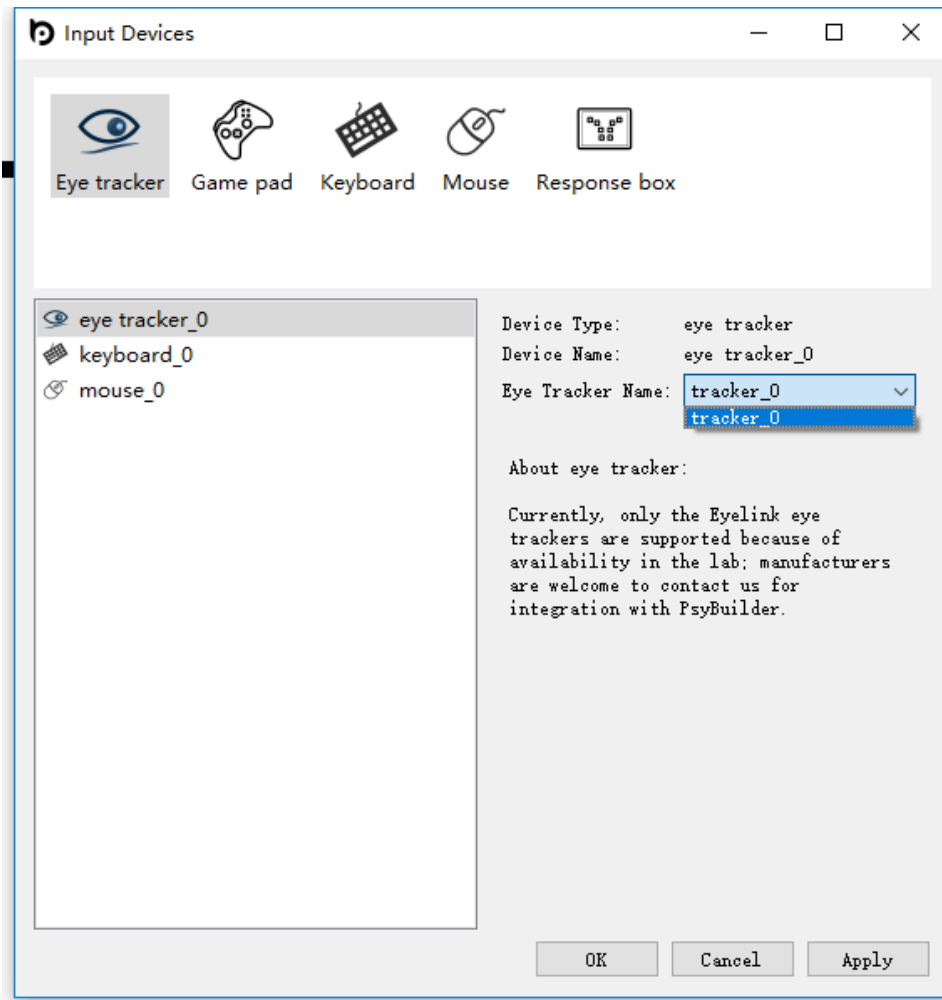 Input Devices
Eye tracker Game pad Keyboard Mouse Response box
eye tracker_0
keyboard_0
mouse_0
Device Type: eye tracker
Device Name: eye tracker_0
Eye Tracker Name: tracker_0
tracker_0
About eye tracker:
Currently, only the Eyelink eye
trackers are supported because of
availability in the lab; manufacturers
are welcome to contact us for
integration with PsyBuilder.
OK Cancel Apply